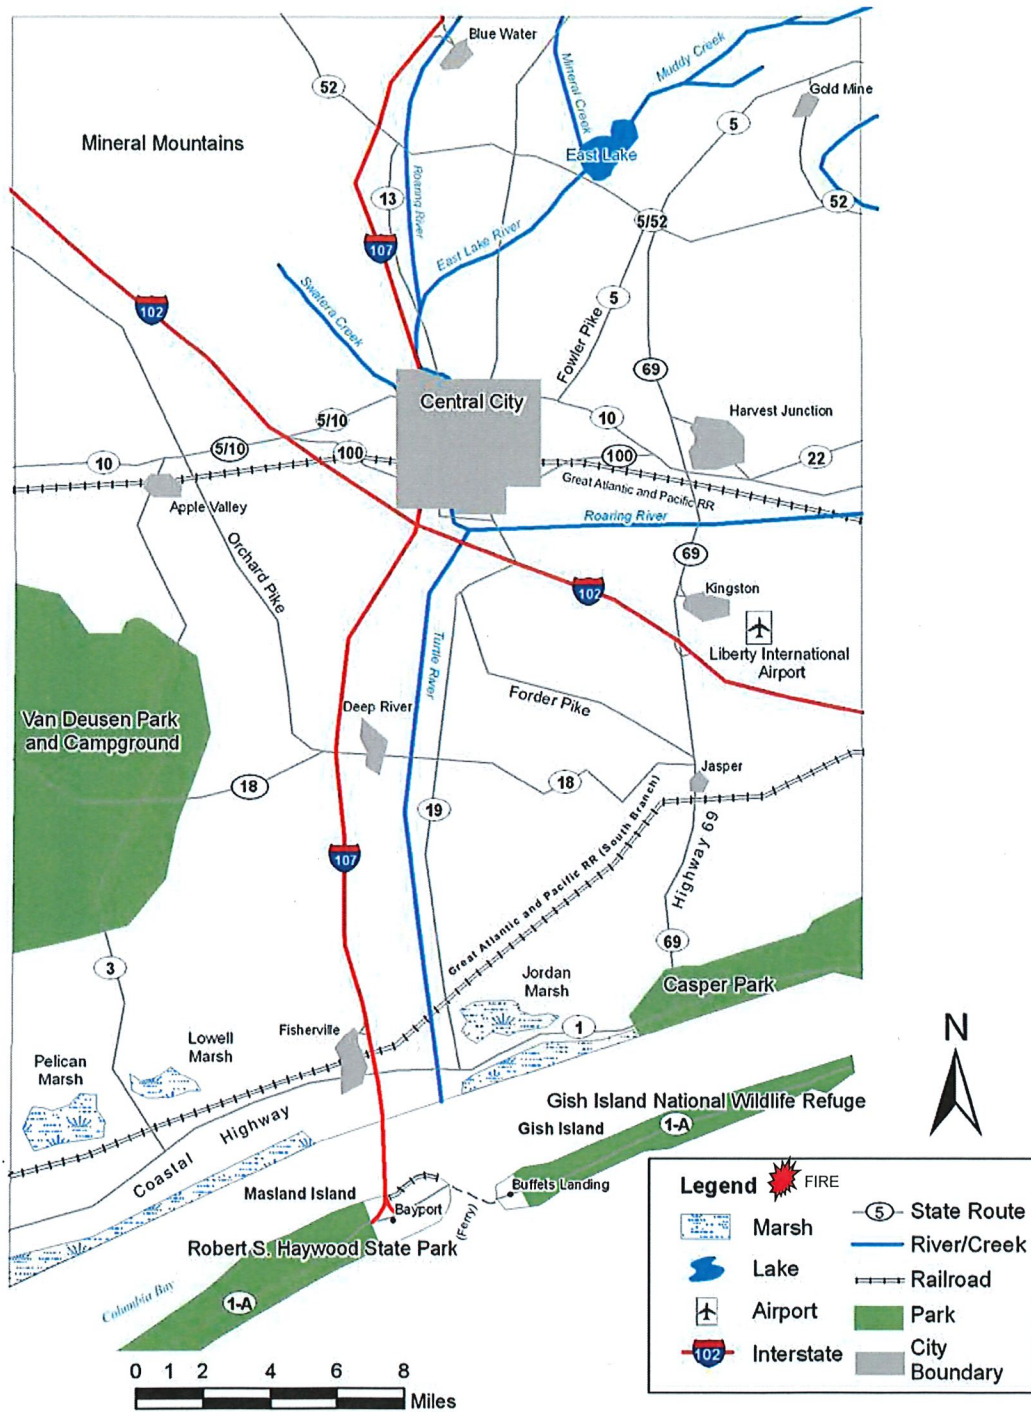 Blue Water
52
Mineral Creek
Muddy Creek
Gold Mine
5
Mineral Mountains
East Lake
13
Roaring River
52
5/52
107
East Lake River
102
Swatera Creek
5
Fowler Pike
69
Central City
5/10
10
Harvest Junction
5/10
10
100
100
22
Great Atlantic and Pacific RR
Apple Valley
Roaring River
Orchard Pike
69
102
Kingston
Turtle River
Liberty International
Airport
Forder Pike
Deep River
Van Deusen Park
and Campground
Jasper
18
18
19
107
Great Atlantic and Pacific RR (South Branch)
Highway 69
69
3
Jordan
Marsh
Casper Park
Fisherville
1
Lowell
Marsh
Pelican
Marsh
Coastal Highway
Gish Island National Wildlife Refuge
1-A
Gish Island
Buffels Landing
Masland Island
Bayport
(Ferry)
Robert S. Haywood State Park
Columbia Bay
1-A
N
Legend
FIRE
Marsh
Lake
Airport
102
Interstate
5
State Route
River/Creek
Railroad
Park
City
Boundary
0 1 2 4 6 8
Miles